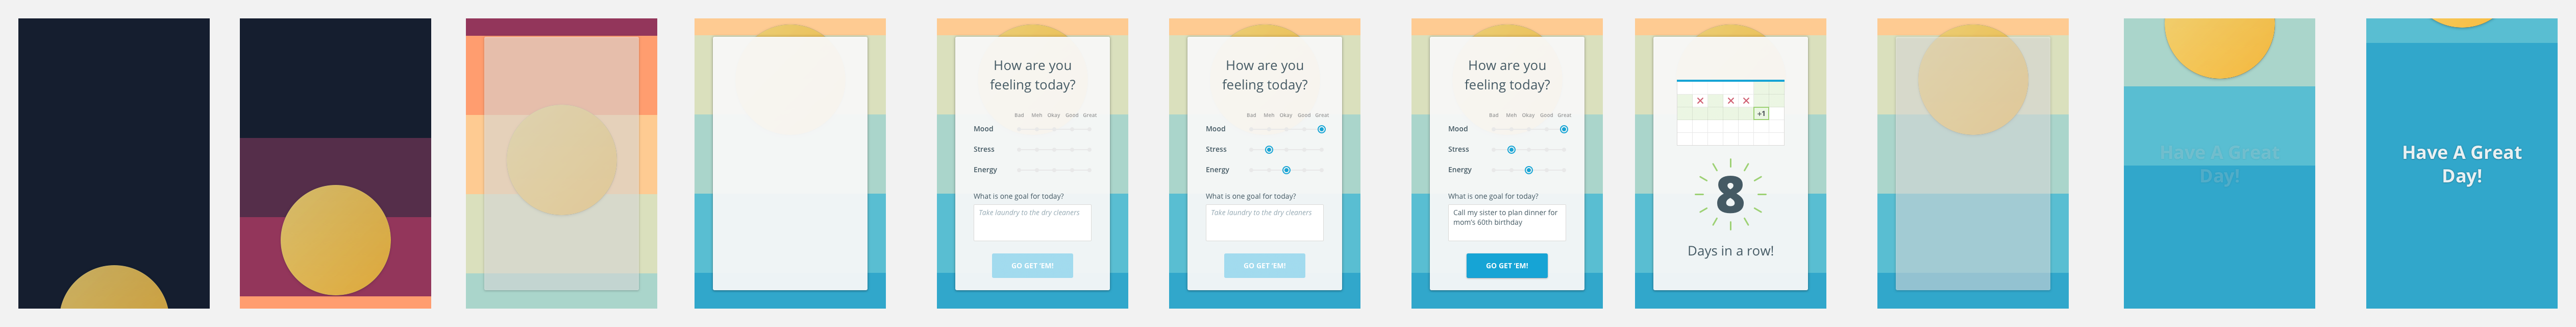 How are you
feeling today?
Bad Meh Okay Good Great
Mood
Stress
Energy
What is one goal for today?
Take laundry to the dry cleaners
GO GET 'EM!
How are you
feeling today?
Bad Meh Okay Good Great
Mood
Stress
Energy
What is one goal for today?
Take laundry to the dry cleaners
GO GET 'EM!
How are you
feeling today?
Bad Meh Okay Good Great
Mood
Stress
Energy
What is one goal for today?
Call my sister to plan dinner for
mom's 60th birthday
GO GET 'EM!
+1
8
Days in a row!
Have A Great
Day!
Have A Great
Day!